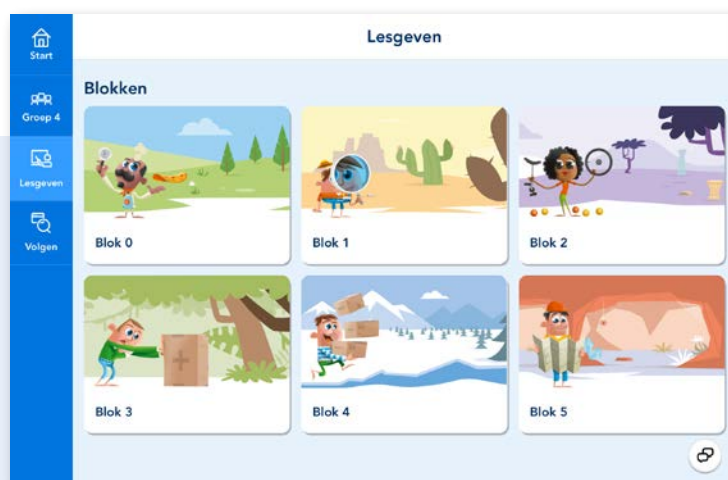 Start
Groep 4
Lesgeven
Volgen
Lesgeven
Blokken
Blok 0
Blok 1
Blok 2
Blok 3
Blok 4
Blok 5